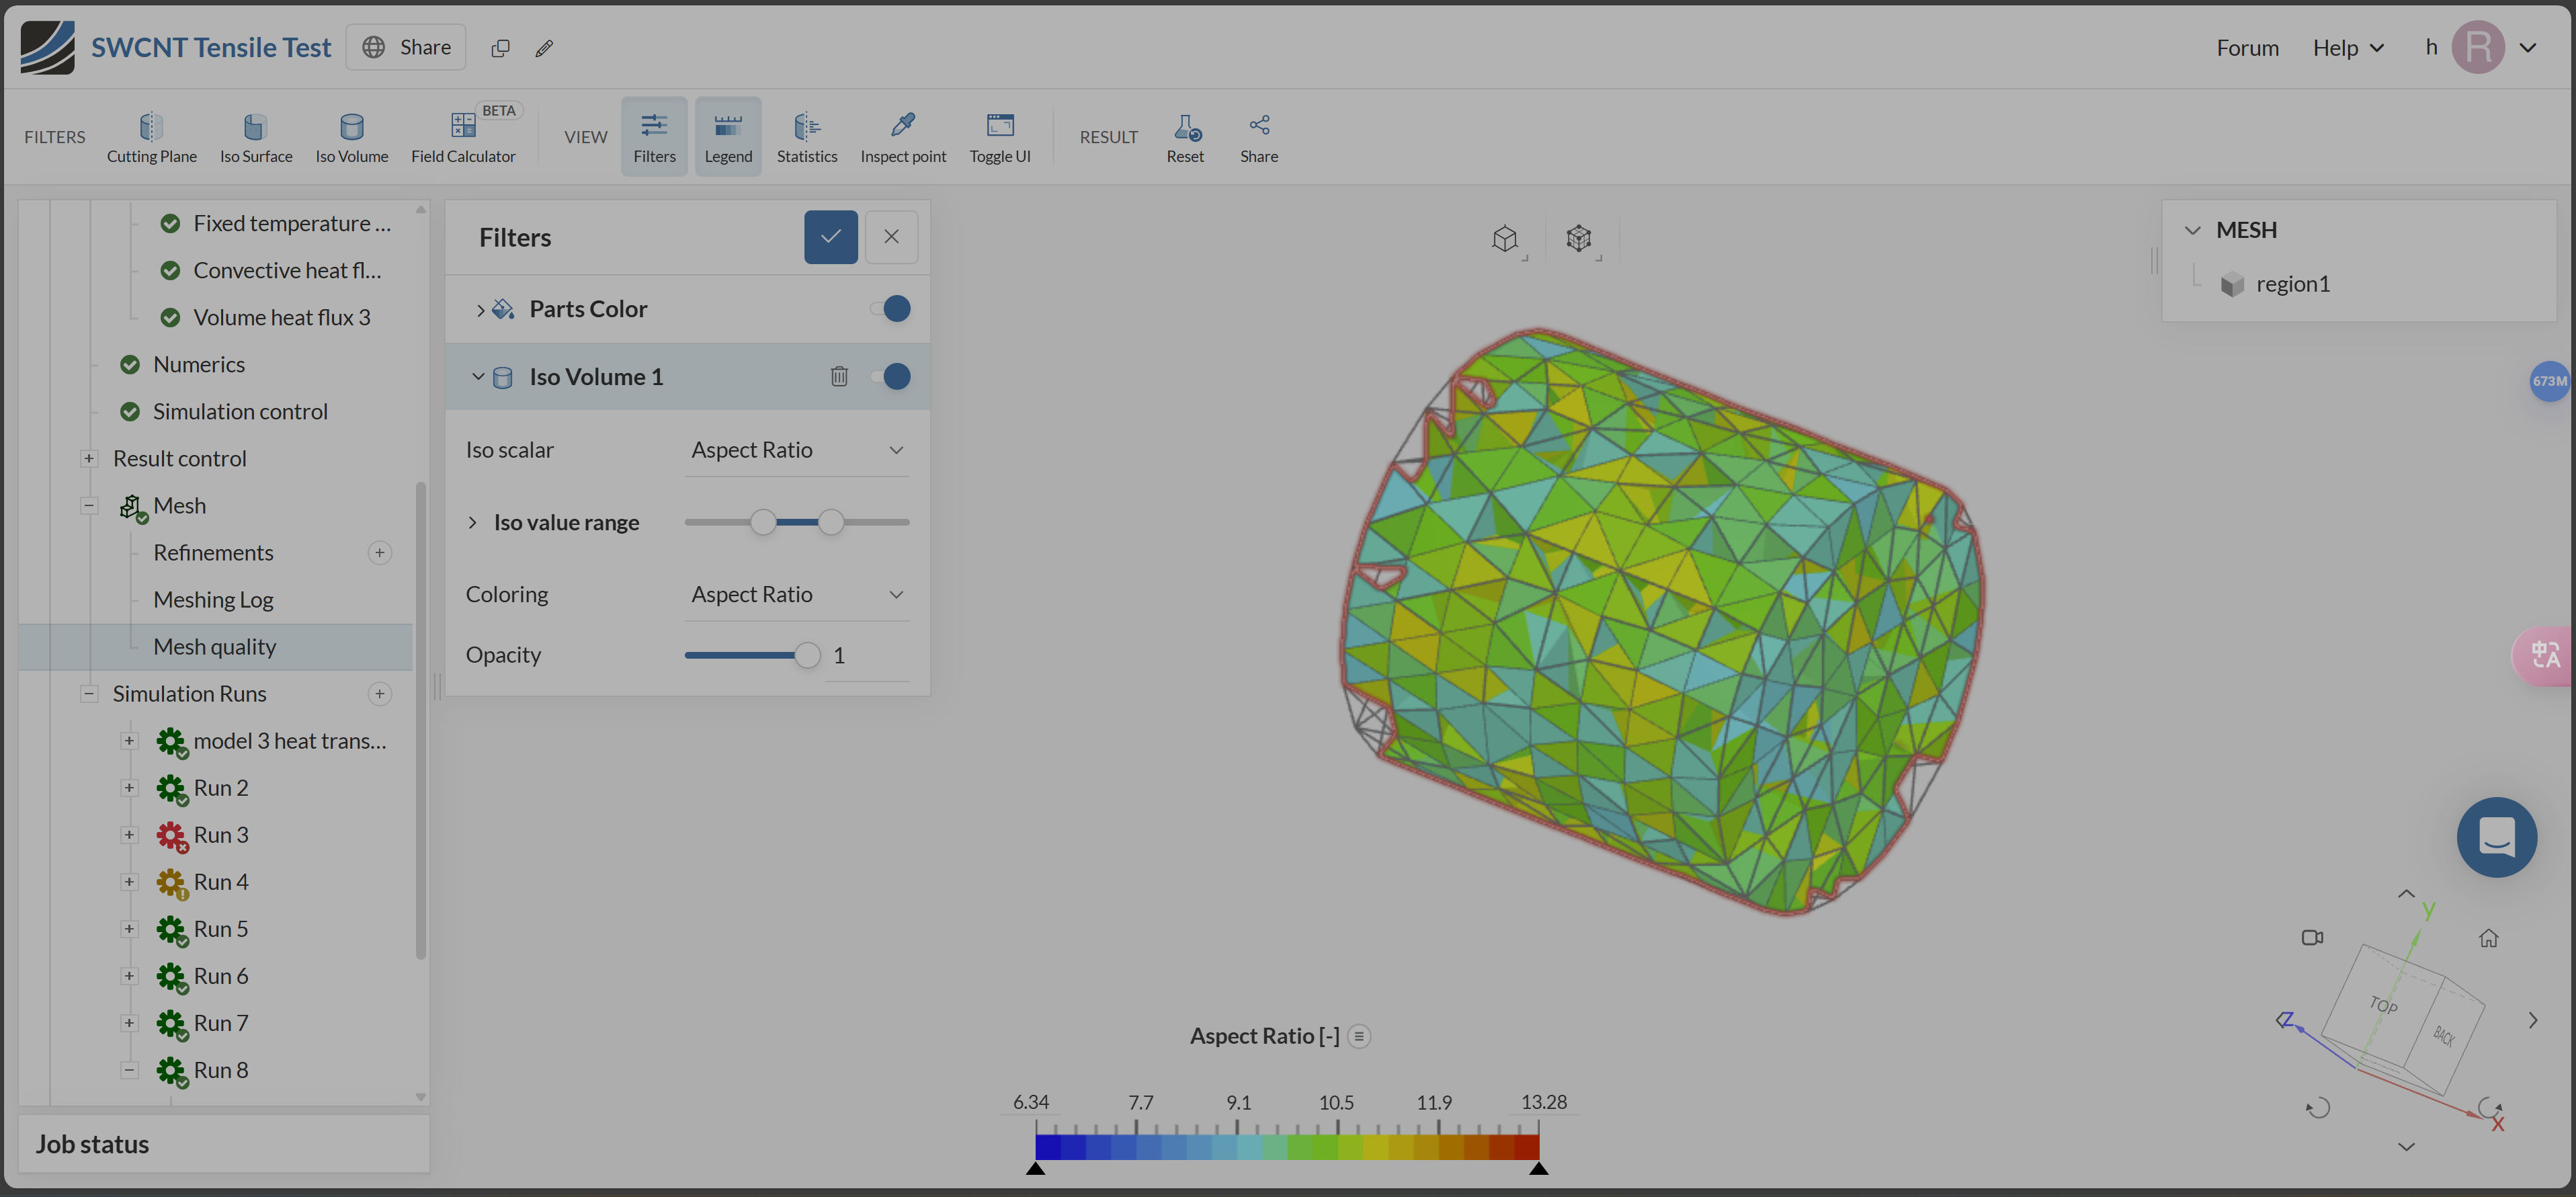 SWCNT Tensile Test
Share
Forum
Help
h
R
FILTERS
Cutting Plane
Iso Surface
Iso Volume
BETA
Field Calculator
VIEW
Filters
Legend
Statistics
Inspect point
Toggle UI
RESULT
Reset
Share
Fixed temperature ...
Convective heat fl...
Volume heat flux 3
Numerics
Simulation control
Result control
Mesh
Refinements
Meshing Log
Mesh quality
Simulation Runs
model 3 heat trans...
Run 2
Run 3
Run 4
Run 5
Run 6
Run 7
Run 8
Job status
Filters
Parts Color
Iso Volume 1
Iso scalar
Aspect Ratio
Iso value range
Coloring
Aspect Ratio
Opacity
1
MESH
region1
673M
中A
Aspect Ratio [-]
6.34 7.7 9.1 10.5 11.9 13.28
y
TOP
BACK
Z
X